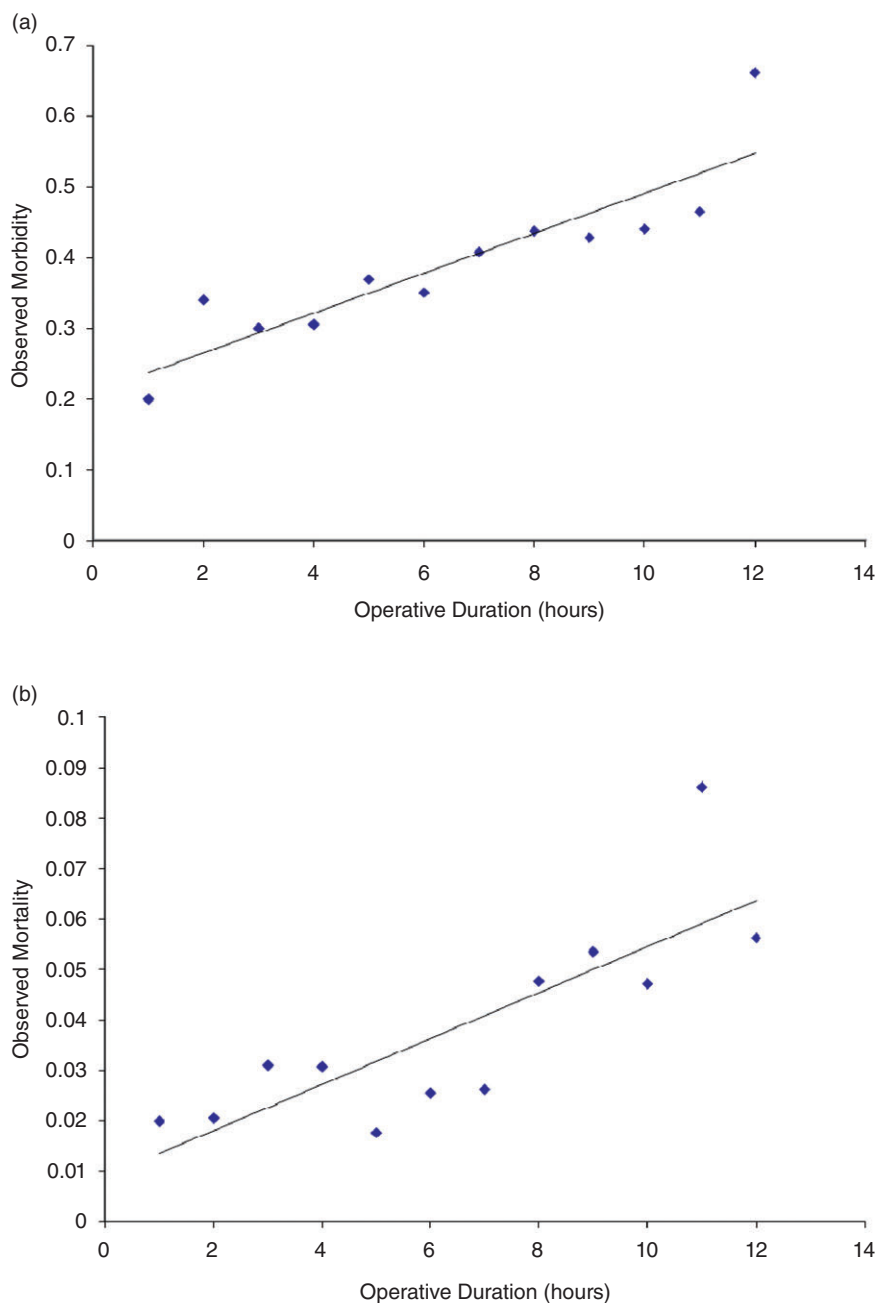 (a)
0.7
0.6
0.5
0.4
0.3
0.2
0.1
0
Observed Morbidity
0 2 4 6 8 10 12 14
Operative Duration (hours)
(b)
0.1
0.09
0.08
0.07
0.06
0.05
0.04
0.03
0.02
0.01
0
Observed Mortality
0 2 4 6 8 10 12 14
Operative Duration (hours)